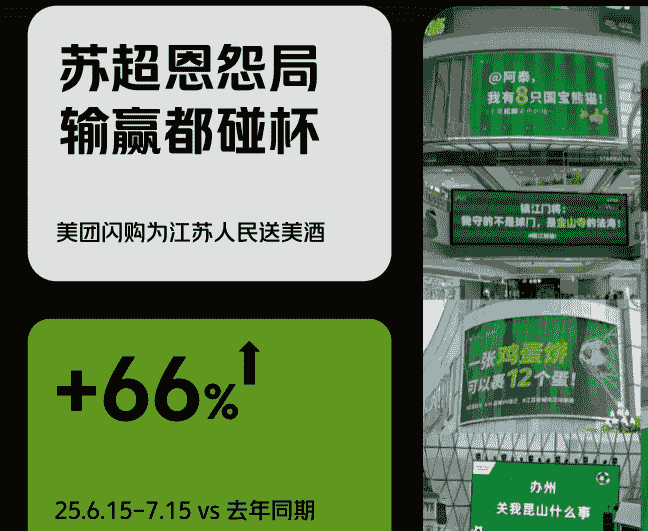 苏超恩怨局
输赢都碰杯
美团闪购为江苏人民送美酒
+66%
25.6.15-7.15 vs 去年同期
@阿泰，
我有8只国宝熊猫！
镇江门将：
我守的不是球门，是金山寺的法海！
一张鸡蛋饼
可以裹12个蛋！
办州
关我昆山什么事